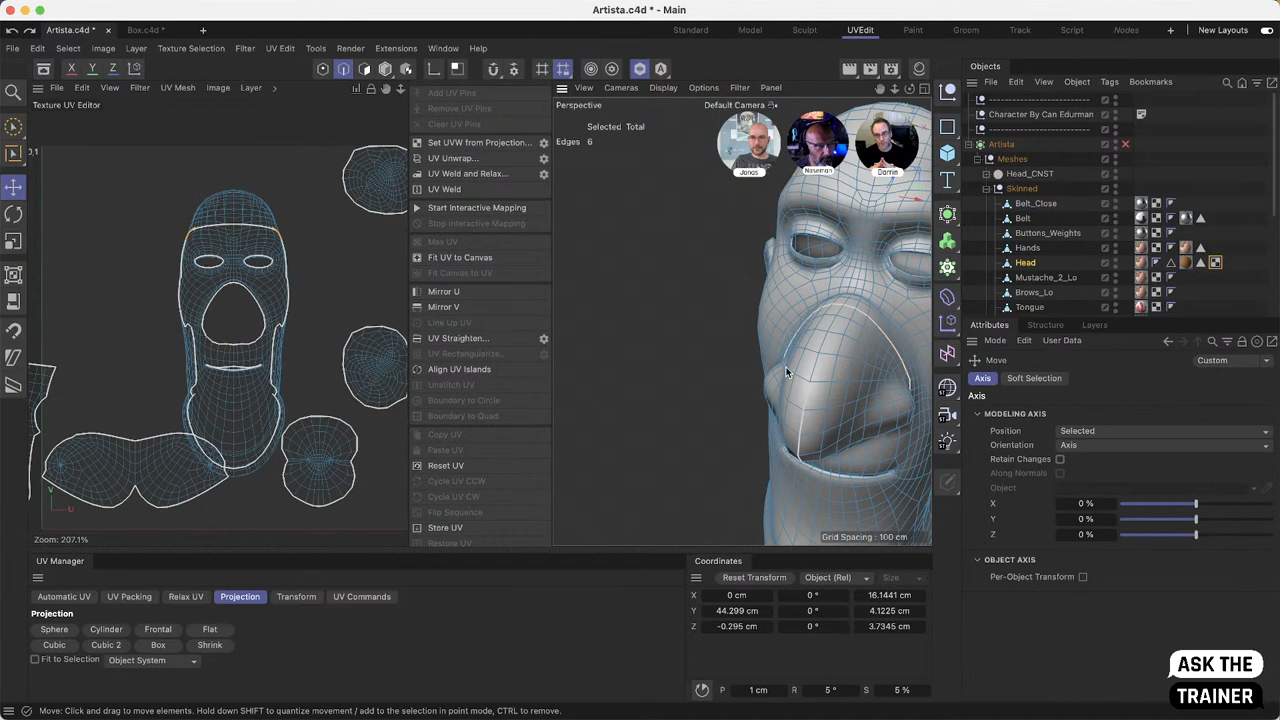 Artista.c4d * - Main
Artista.c4d * × Box.c4d * +
Standard Model Sculpt UVEdit Paint Groom Track Script Nodes + New Layouts
File Edit Select Image Layer Texture Selection Filter UV Edit Tools Render Extensions Window Help
X Y Z
File Edit View Filter UV Mesh Image Layer >
Texture UV Editor
0,1
V
U
Zoom: 207.1%
Add UV Pins
Remove UV Pins
Clear UV Pins
Set UVW from Projection...
UV Unwrap...
UV Weld and Relax...
UV Weld
Start Interactive Mapping
Stop Interactive Mapping
Max UV
Fit UV to Canvas
Fit Canvas to UV
Mirror U
Mirror V
Line Up UV
UV Straighten...
UV Rectangularize...
Align UV Islands
Unstitch UV
Boundary to Circle
Boundary to Quad
Copy UV
Paste UV
Reset UV
Cycle UV CCW
Cycle UV CW
Flip Sequence
Store UV
Restore UV
View Cameras Display Options Filter Panel
Perspective Default Camera
Selected Total
Edges 6
Jonas Noseman Darrin
Grid Spacing : 100 cm
Objects
File Edit View Object Tags Bookmarks
----------------------------
Character By Can Edurman
----------------------------
Artista
Meshes
Head_CNST
Skinned
Belt_Close
Belt
Buttons_Weights
Hands
Head
Mustache_2_Lo
Brows_Lo
Tongue
Attributes Structure Layers
Mode Edit User Data
Move Custom
Axis Soft Selection
Axis
MODELING AXIS
Position Selected
Orientation Axis
Retain Changes
Along Normals
Object
X 0 %
Y 0 %
Z 0 %
OBJECT AXIS
Per-Object Transform
UV Manager
Automatic UV UV Packing Relax UV Projection Transform UV Commands
Projection
Sphere Cylinder Frontal Flat
Cubic Cubic 2 Box Shrink
Fit to Selection Object System
Coordinates
Reset Transform Object (Rel) Size
X 0 cm 0 ° 16.1441 cm
Y 44.299 cm 0 ° 4.1225 cm
Z -0.295 cm 0 ° 3.7345 cm
P 1 cm R 5 ° S 5 %
Move: Click and drag to move elements. Hold down SHIFT to quantize movement / add to the selection in point mode, CTRL to remove.
ASK THE
TRAINER